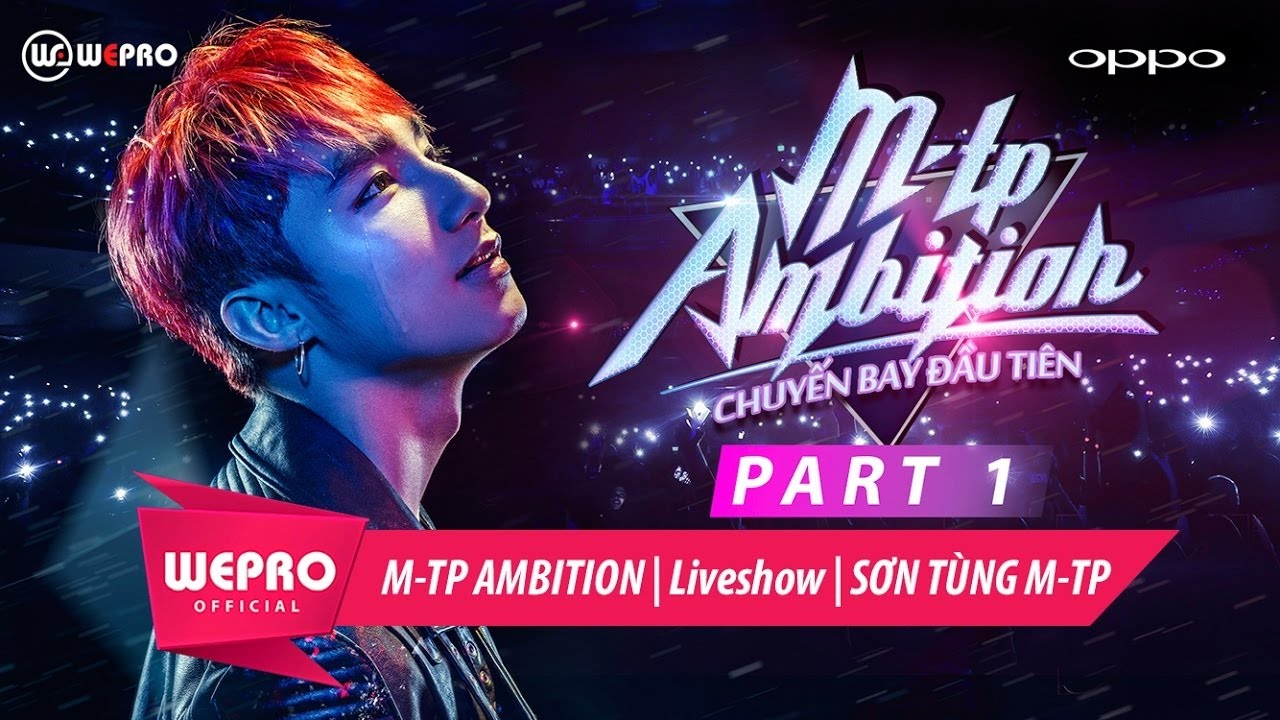 WEPRO
oppo
M-tp
Ambition
CHUYẾN BAY ĐẦU TIÊN
PART 1
WEPRO
OFFICIAL
M-TP AMBITION | Liveshow | SƠN TÙNG M-TP